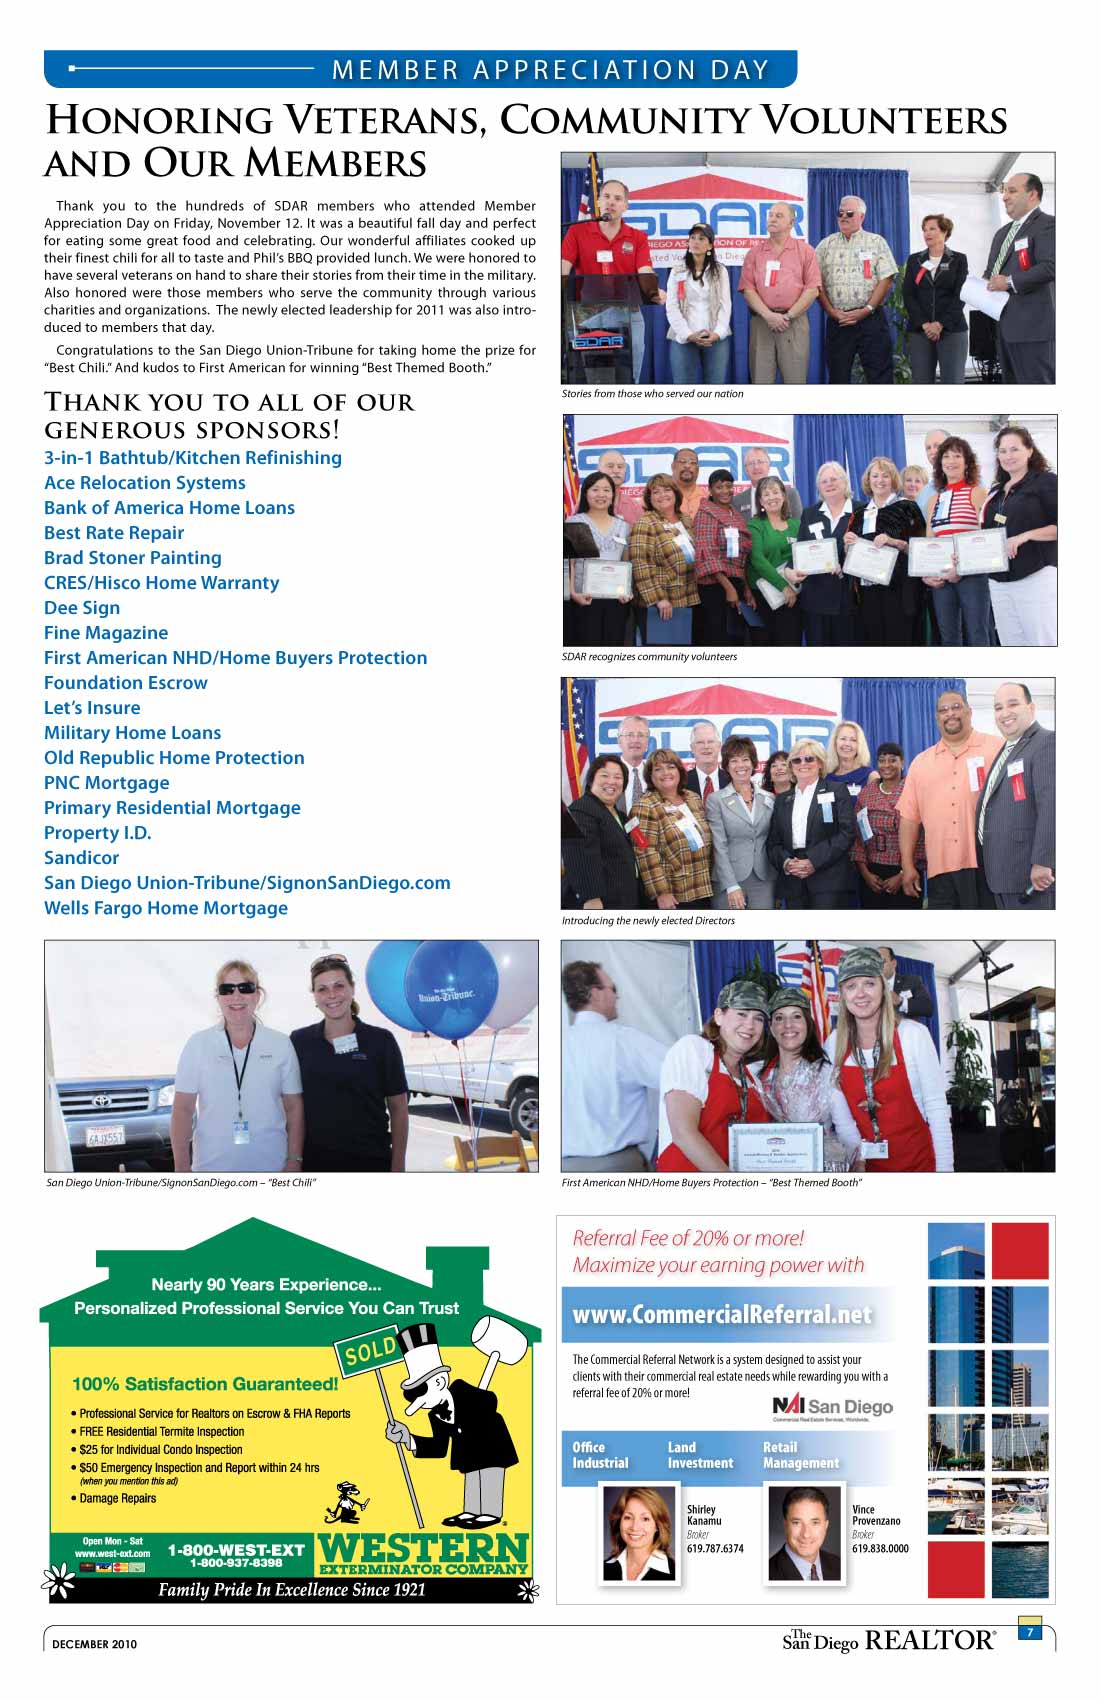 MEMBER APPRECIATION DAY
HONORING VETERANS, COMMUNITY VOLUNTEERS
AND OUR MEMBERS
Thank you to the hundreds of SDAR members who attended Member
Appreciation Day on Friday, November 12. It was a beautiful fall day and perfect
for eating some great food and celebrating. Our wonderful affiliates cooked up
their finest chili for all to taste and Phil's BBQ provided lunch. We were honored to
have several veterans on hand to share their stories from their time in the military.
Also honored were those members who serve the community through various
charities and organizations. The newly elected leadership for 2011 was also intro-
duced to members that day.
Congratulations to the San Diego Union-Tribune for taking home the prize for
“Best Chili.” And kudos to First American for winning “Best Themed Booth.”
THANK YOU TO ALL OF OUR
GENEROUS SPONSORS!
3-in-1 Bathtub/Kitchen Refinishing
Ace Relocation Systems
Bank of America Home Loans
Best Rate Repair
Brad Stoner Painting
CRES/Hisco Home Warranty
Dee Sign
Fine Magazine
First American NHD/Home Buyers Protection
Foundation Escrow
Let's Insure
Military Home Loans
Old Republic Home Protection
PNC Mortgage
Primary Residential Mortgage
Property I.D.
Sandicor
San Diego Union-Tribune/SignonSanDiego.com
Wells Fargo Home Mortgage
SDAR
SDAR
Stories from those who served our nation
SDAR
SDAR recognizes community volunteers
SDAR
Introducing the newly elected Directors
Union-Tribune.
6AJX557
San Diego Union-Tribune/SignonSanDiego.com – “Best Chili”
First American NHD/Home Buyers Protection – “Best Themed Booth”
Nearly 90 Years Experience...
Personalized Professional Service You Can Trust
SOLD
100% Satisfaction Guaranteed!
• Professional Service for Realtors on Escrow & FHA Reports
• FREE Residential Termite Inspection
• $25 for Individual Condo Inspection
• $50 Emergency Inspection and Report within 24 hrs
(when you mention this ad)
• Damage Repairs
Open Mon - Sat
www.west-ext.com
1-800-WEST-EXT
1-800-937-8398
WESTERN
EXTERMINATOR COMPANY
Family Pride In Excellence Since 1921
Referral Fee of 20% or more!
Maximize your earning power with
www.CommercialReferral.net
The Commercial Referral Network is a system designed to assist your
clients with their commercial real estate needs while rewarding you with a
referral fee of 20% or more!
NAI San Diego
Commercial Real Estate Services, Worldwide.
Office Land Retail
Industrial Investment Management
Shirley
Kanamu
Broker
619.787.6374
Vince
Provenzano
Broker
619.838.0000
DECEMBER 2010
The San Diego REALTOR®
7